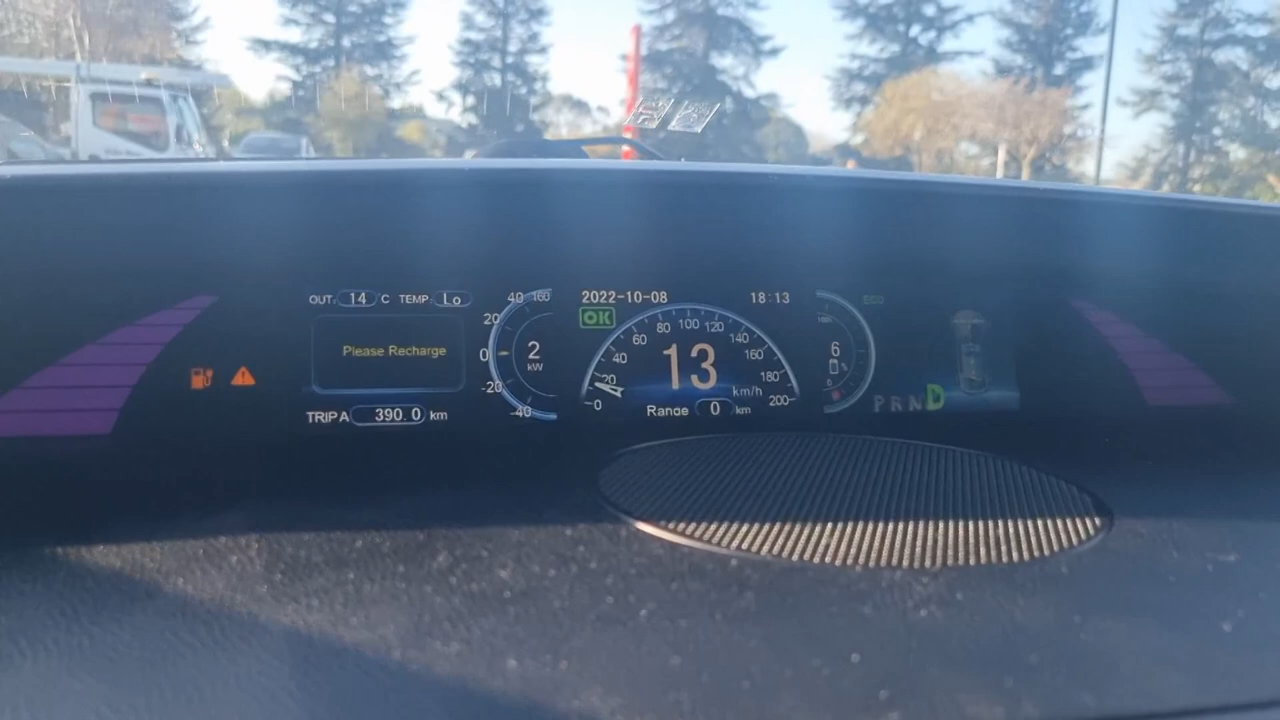 OUT: 14 C TEMP: Lo
Please Recharge
TRIP A 390.0 km
40 160
20
0
-20
-40
2
kW
2022-10-08 18:13
OK
0 20 40 60 80 100 120 140 160 180 200
13
km/h
Range 0 km
ECO
6
%
0
P R N D